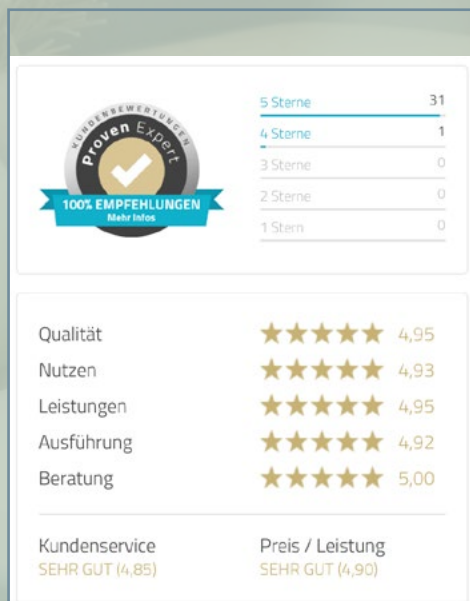 KUNDENBEWERTUNGEN
Proven Expert
100% EMPFEHLUNGEN
Mehr Infos
5 Sterne 31
4 Sterne 1
3 Sterne 0
2 Sterne 0
1 Stern 0
Qualität 4,95
Nutzen 4,93
Leistungen 4,95
Ausführung 4,92
Beratung 5,00
Kundenservice Preis / Leistung
SEHR GUT (4,85) SEHR GUT (4,90)